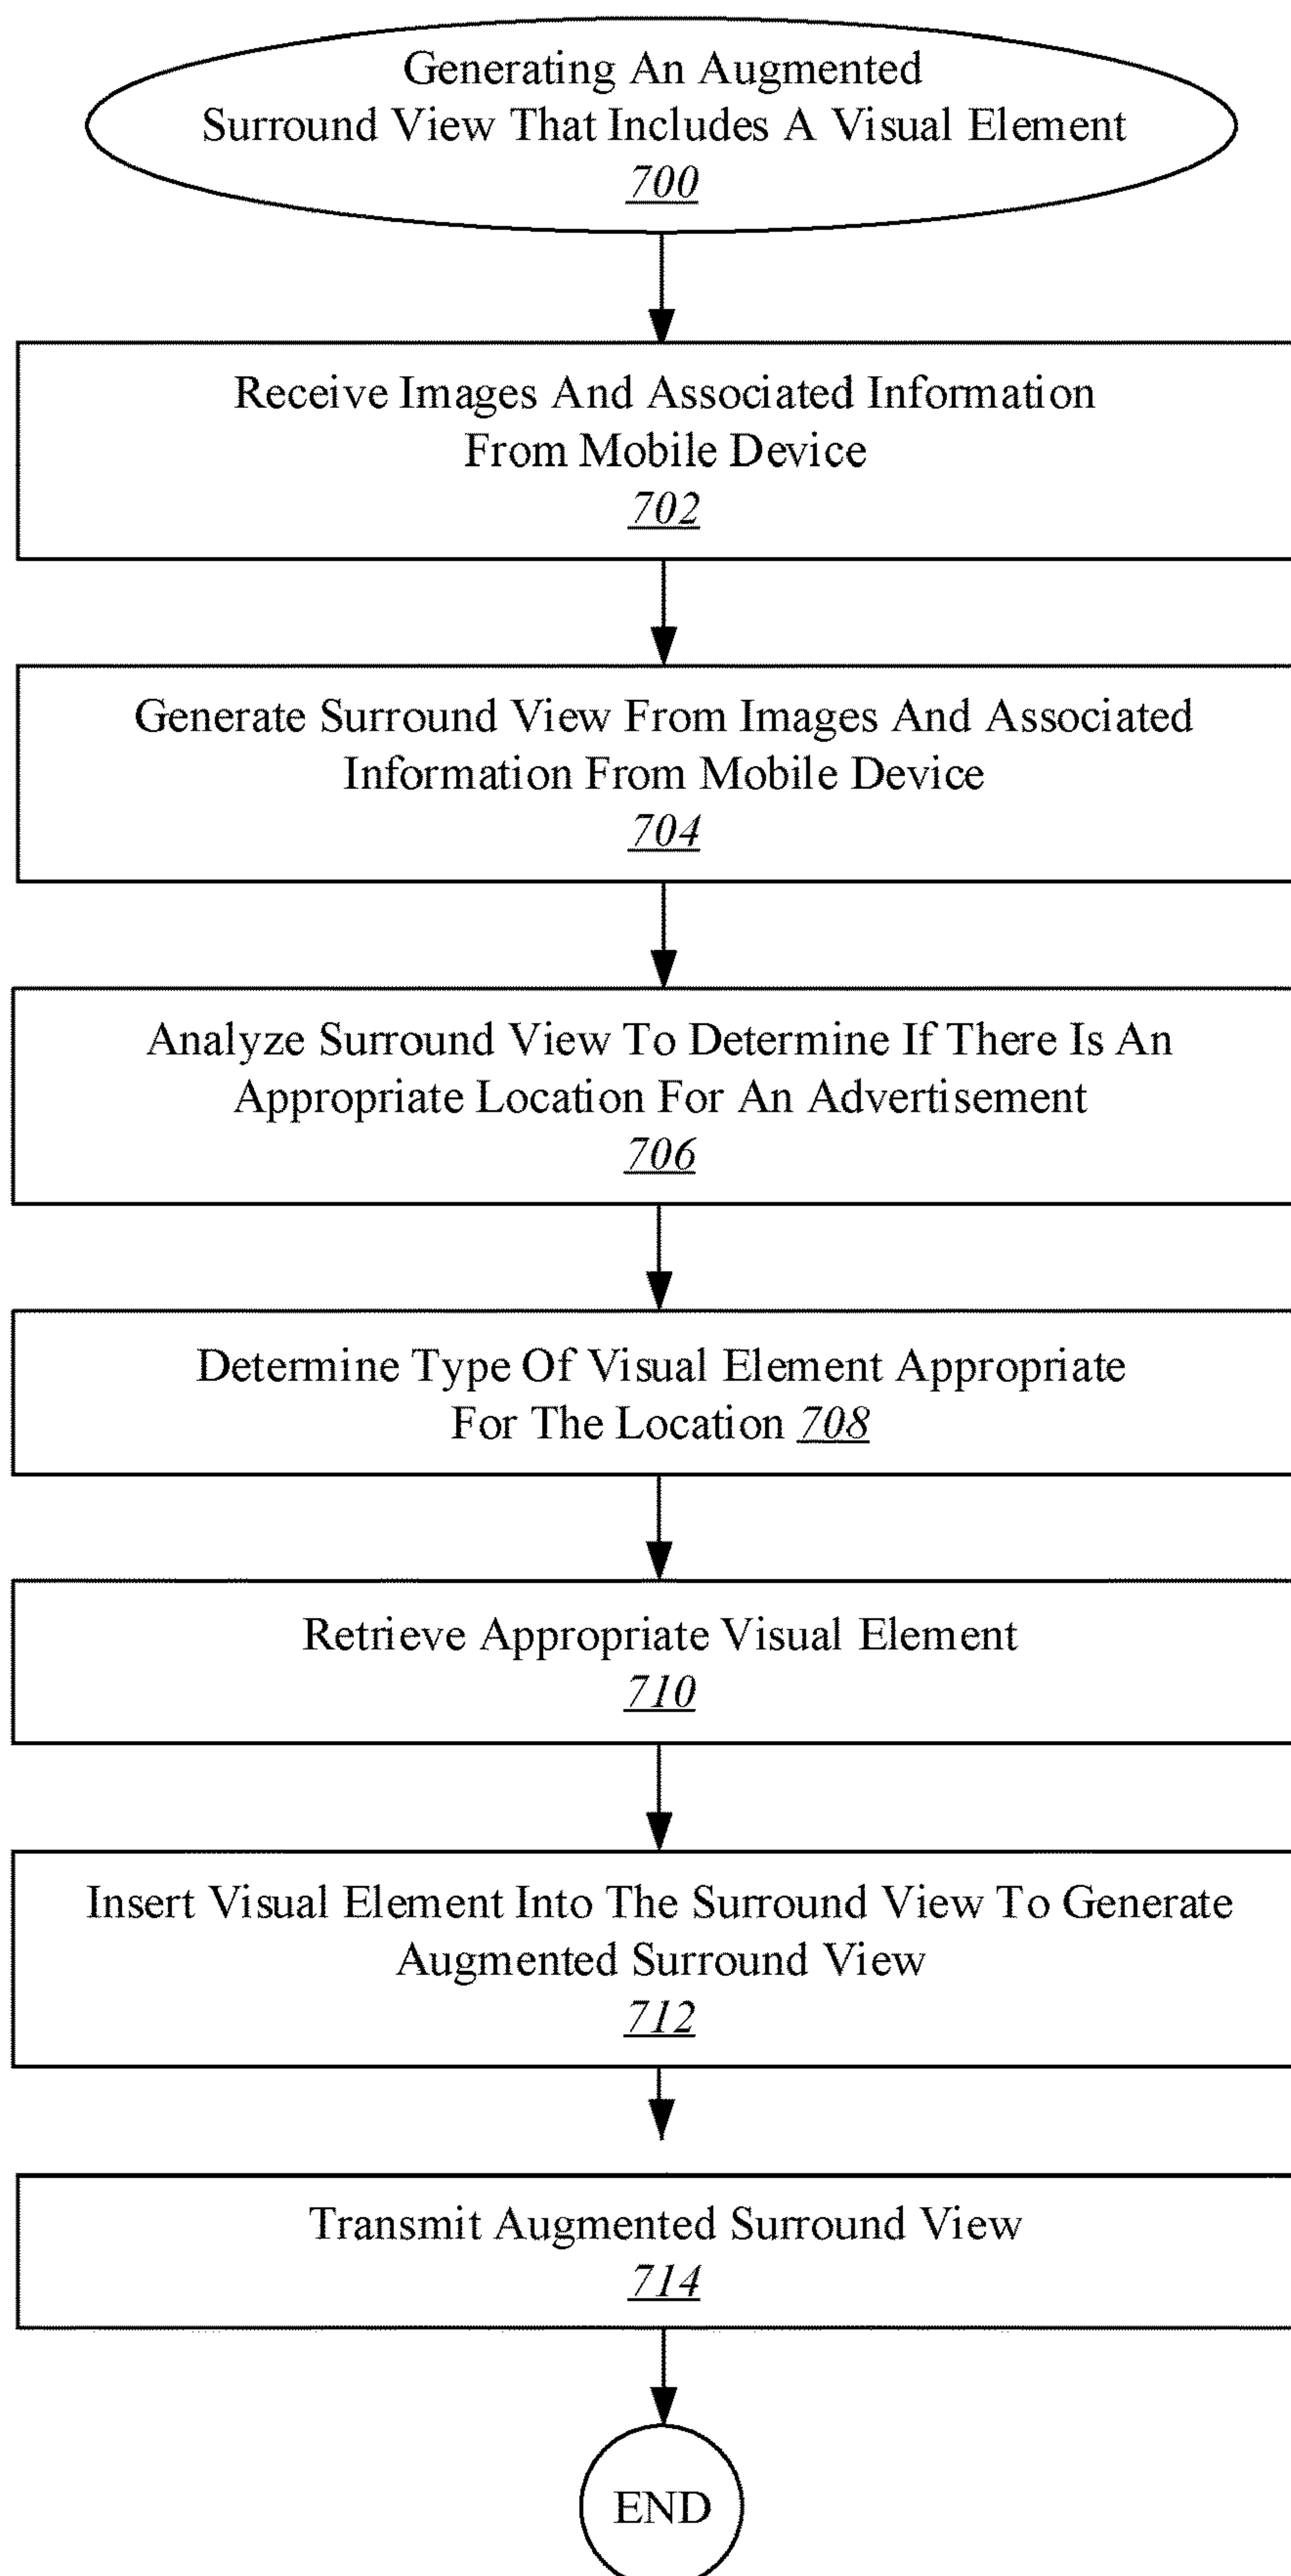 Generating An Augmented
Surround View That Includes A Visual Element
700
Receive Images And Associated Information
From Mobile Device
702
Generate Surround View From Images And Associated
Information From Mobile Device
704
Analyze Surround View To Determine If There Is An
Appropriate Location For An Advertisement
706
Determine Type Of Visual Element Appropriate
For The Location 708
Retrieve Appropriate Visual Element
710
Insert Visual Element Into The Surround View To Generate
Augmented Surround View
712
Transmit Augmented Surround View
714
END